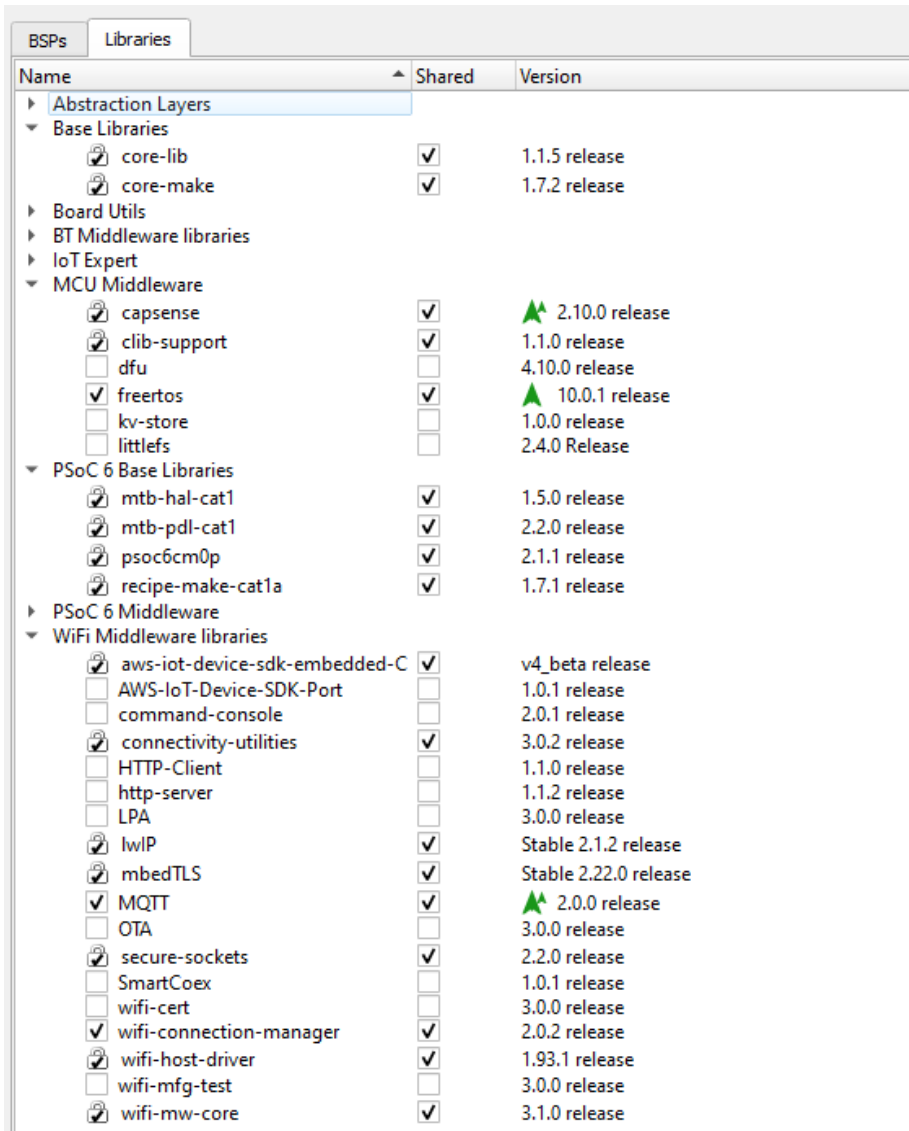 BSPs Libraries
Name Shared Version
Abstraction Layers
Base Libraries
core-lib 1.1.5 release
core-make 1.7.2 release
Board Utils
BT Middleware libraries
IoT Expert
MCU Middleware
capsense 2.10.0 release
clib-support 1.1.0 release
dfu 4.10.0 release
freertos 10.0.1 release
kv-store 1.0.0 release
littlefs 2.4.0 Release
PSoC 6 Base Libraries
mtb-hal-cat1 1.5.0 release
mtb-pdl-cat1 2.2.0 release
psoc6cm0p 2.1.1 release
recipe-make-cat1a 1.7.1 release
PSoC 6 Middleware
WiFi Middleware libraries
aws-iot-device-sdk-embedded-C v4_beta release
AWS-IoT-Device-SDK-Port 1.0.1 release
command-console 2.0.1 release
connectivity-utilities 3.0.2 release
HTTP-Client 1.1.0 release
http-server 1.1.2 release
LPA 3.0.0 release
lwIP Stable 2.1.2 release
mbedTLS Stable 2.22.0 release
MQTT 2.0.0 release
OTA 3.0.0 release
secure-sockets 2.2.0 release
SmartCoex 1.0.1 release
wifi-cert 3.0.0 release
wifi-connection-manager 2.0.2 release
wifi-host-driver 1.93.1 release
wifi-mfg-test 3.0.0 release
wifi-mw-core 3.1.0 release